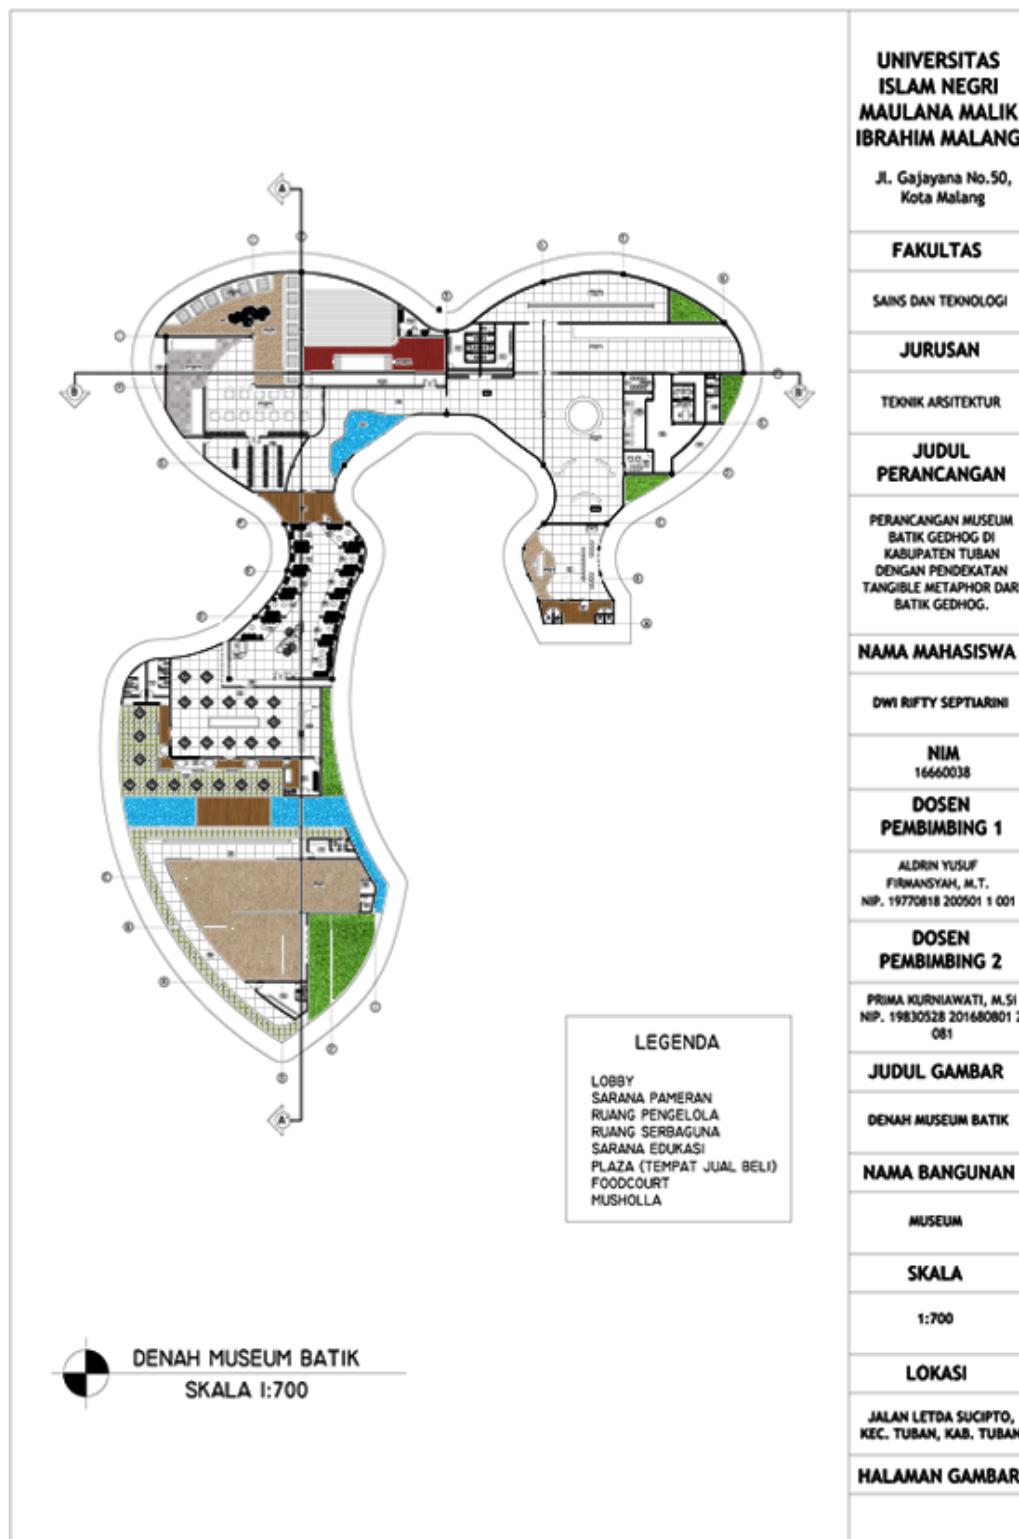 UNIVERSITAS
ISLAM NEGRI
MAULANA MALIK
IBRAHIM MALANG
Jl. Gajayana No.50,
Kota Malang
FAKULTAS
SAINS DAN TEKNOLOGI
JURUSAN
TEKNIK ARSITEKTUR
JUDUL
PERANCANGAN
PERANCANGAN MUSEUM
BATIK GEDHOG DI
KABUPATEN TUBAN
DENGAN PENDEKATAN
TANGIBLE METAPHOR DARI
BATIK GEDHOG.
NAMA MAHASISWA
DWI RIFTY SEPTIARINI
NIM
16660038
DOSEN
PEMBIMBING 1
ALDRIN YUSUF
FIRMANSYAH, M.T.
NIP. 19770818 200501 1 001
DOSEN
PEMBIMBING 2
PRIMA KURNIAWATI, M.SI
NIP. 19830528 201680801 2
081
JUDUL GAMBAR
DENAH MUSEUM BATIK
NAMA BANGUNAN
MUSEUM
SKALA
1:700
LOKASI
JALAN LETDA SUCIPTO,
KEC. TUBAN, KAB. TUBAN
HALAMAN GAMBAR
A
B
B
A
LEGENDA
LOBBY
SARANA PAMERAN
RUANG PENGELOLA
RUANG SERBAGUNA
SARANA EDUKASI
PLAZA (TEMPAT JUAL BELI)
FOODCOURT
MUSHOLLA
DENAH MUSEUM BATIK
SKALA 1:700